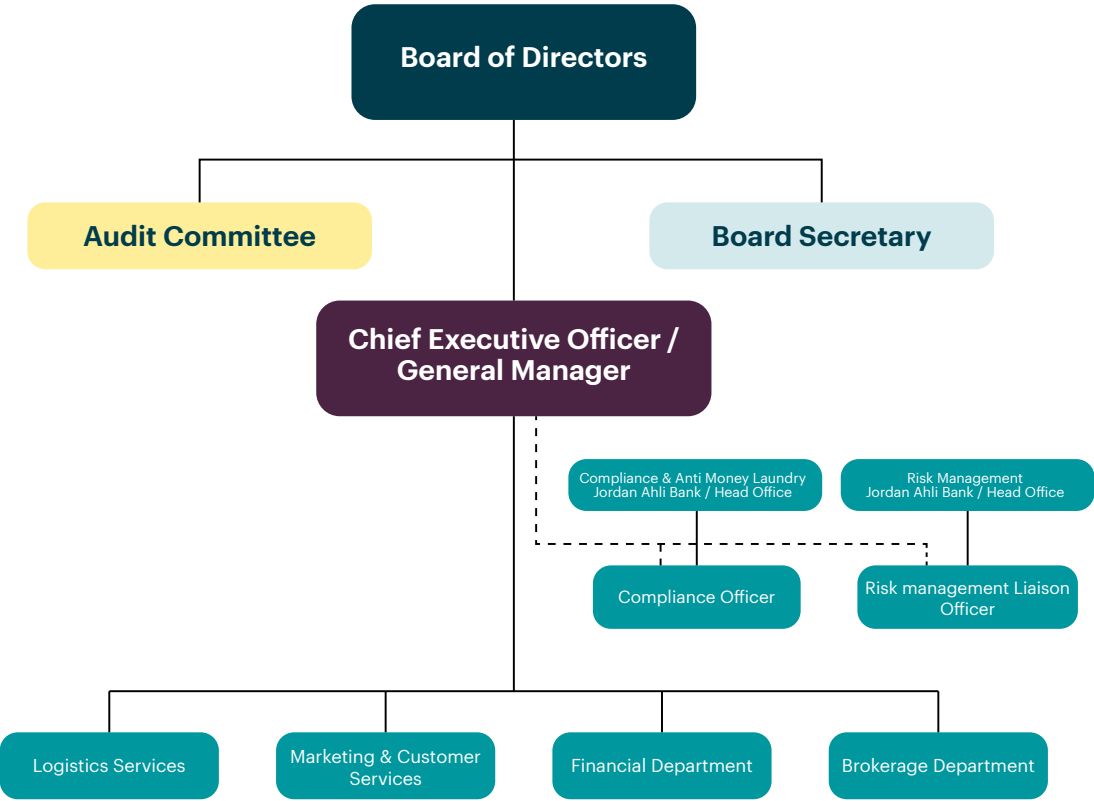 Board of Directors
Audit Committee
Board Secretary
Chief Executive Officer /
General Manager
Compliance & Anti Money Laundry
Jordan Ahli Bank / Head Office
Risk Management
Jordan Ahli Bank / Head Office
Compliance Officer
Risk management Liaison
Officer
Logistics Services
Marketing & Customer
Services
Financial Department
Brokerage Department